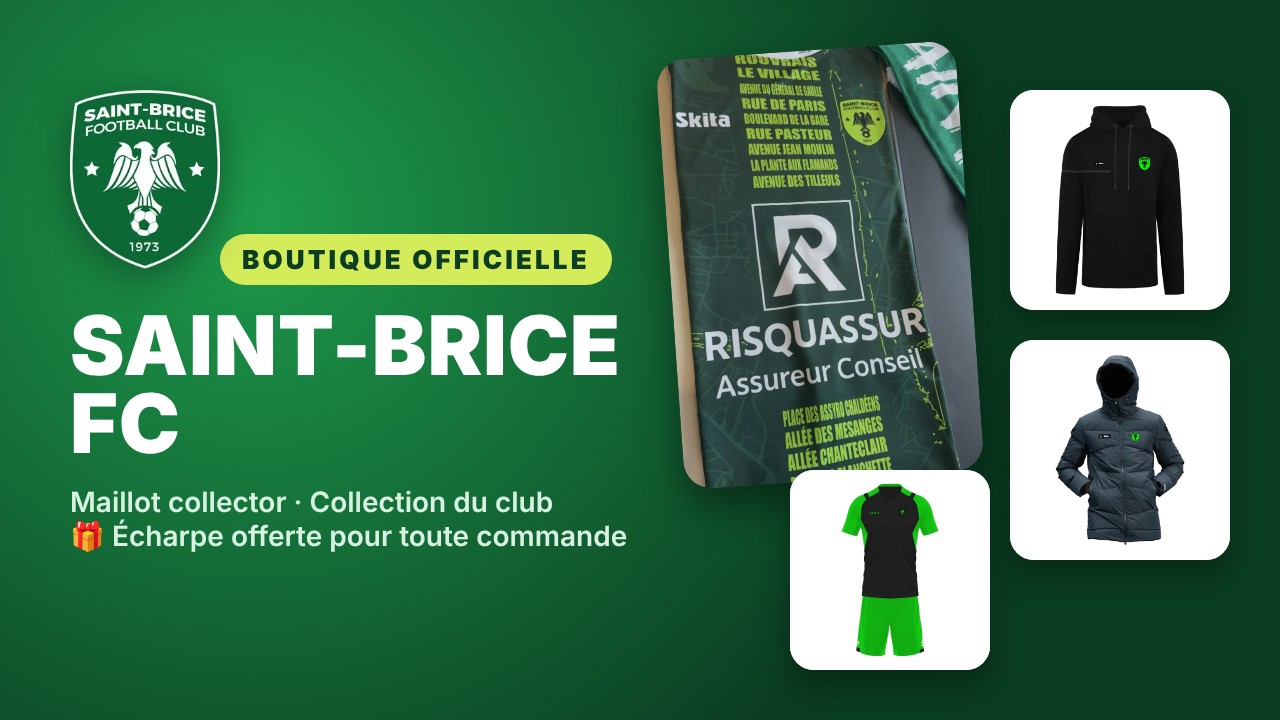 SAINT-BRICE
FOOTBALL CLUB
1973
BOUTIQUE OFFICIELLE
SAINT-BRICE
FC
Maillot collector · Collection du club
🎁 Écharpe offerte pour toute commande
ROUVRAIS
LE VILLAGE
AVENUE DU GÉNÉRAL DE GAULLE
RUE DE PARIS
BOULEVARD DE LA GARE
RUE PASTEUR
AVENUE JEAN MOULIN
LA PLANTE AUX FLAMANDS
AVENUE DES TILLEULS
Skita
SAINT-BRICE
FOOTBALL CLUB
1973
RA
RISQUASSUR
Assureur Conseil
PLACE DES ASSYRO CHALDÉENS
ALLÉE DES MESANGES
ALLÉE CHANTECLAIR